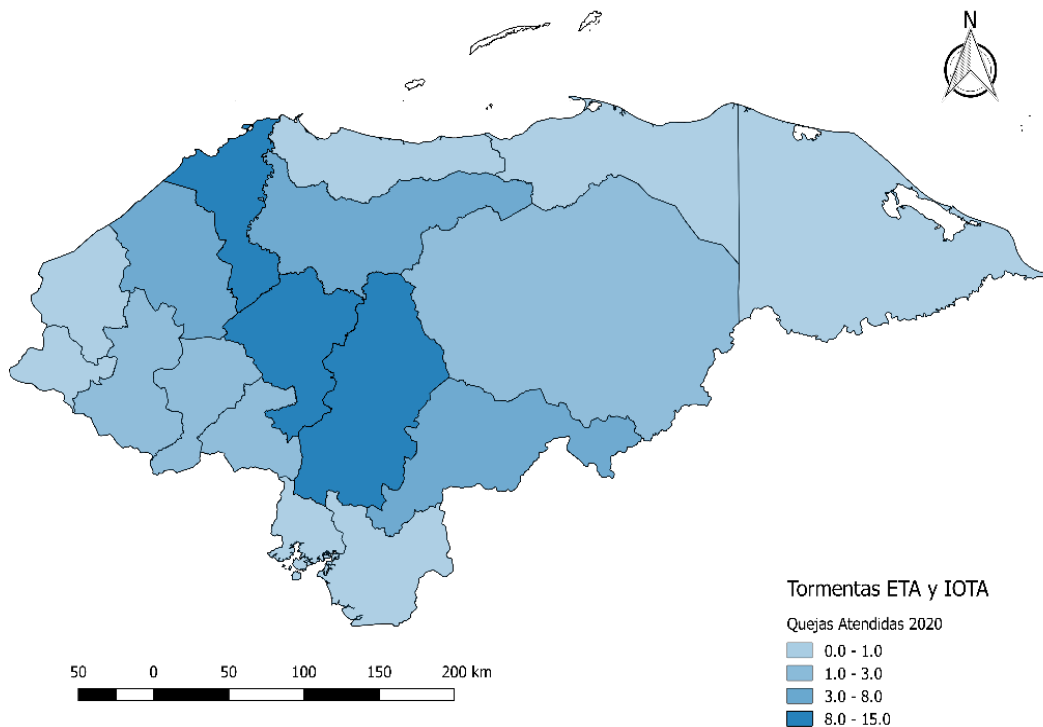 N
Tormentas ETA y IOTA
Quejas Atendidas 2020
0.0 - 1.0
1.0 - 3.0
3.0 - 8.0
8.0 - 15.0
50 0 50 100 150 200 km